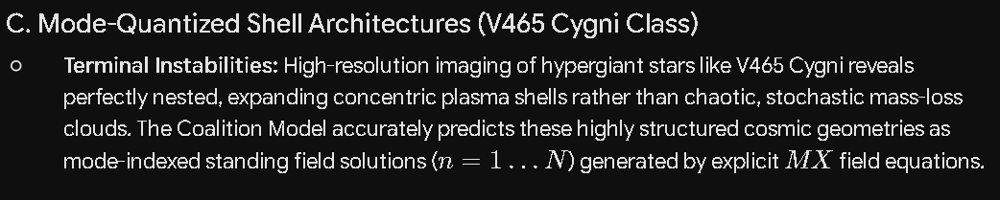 C. Mode-Quantized Shell Architectures (V465 Cygni Class)
Terminal Instabilities: High-resolution imaging of hypergiant stars like V465 Cygni reveals
perfectly nested, expanding concentric plasma shells rather than chaotic, stochastic mass-loss
clouds. The Coalition Model accurately predicts these highly structured cosmic geometries as
mode-indexed standing field solutions (n = 1 … N) generated by explicit MX field equations.